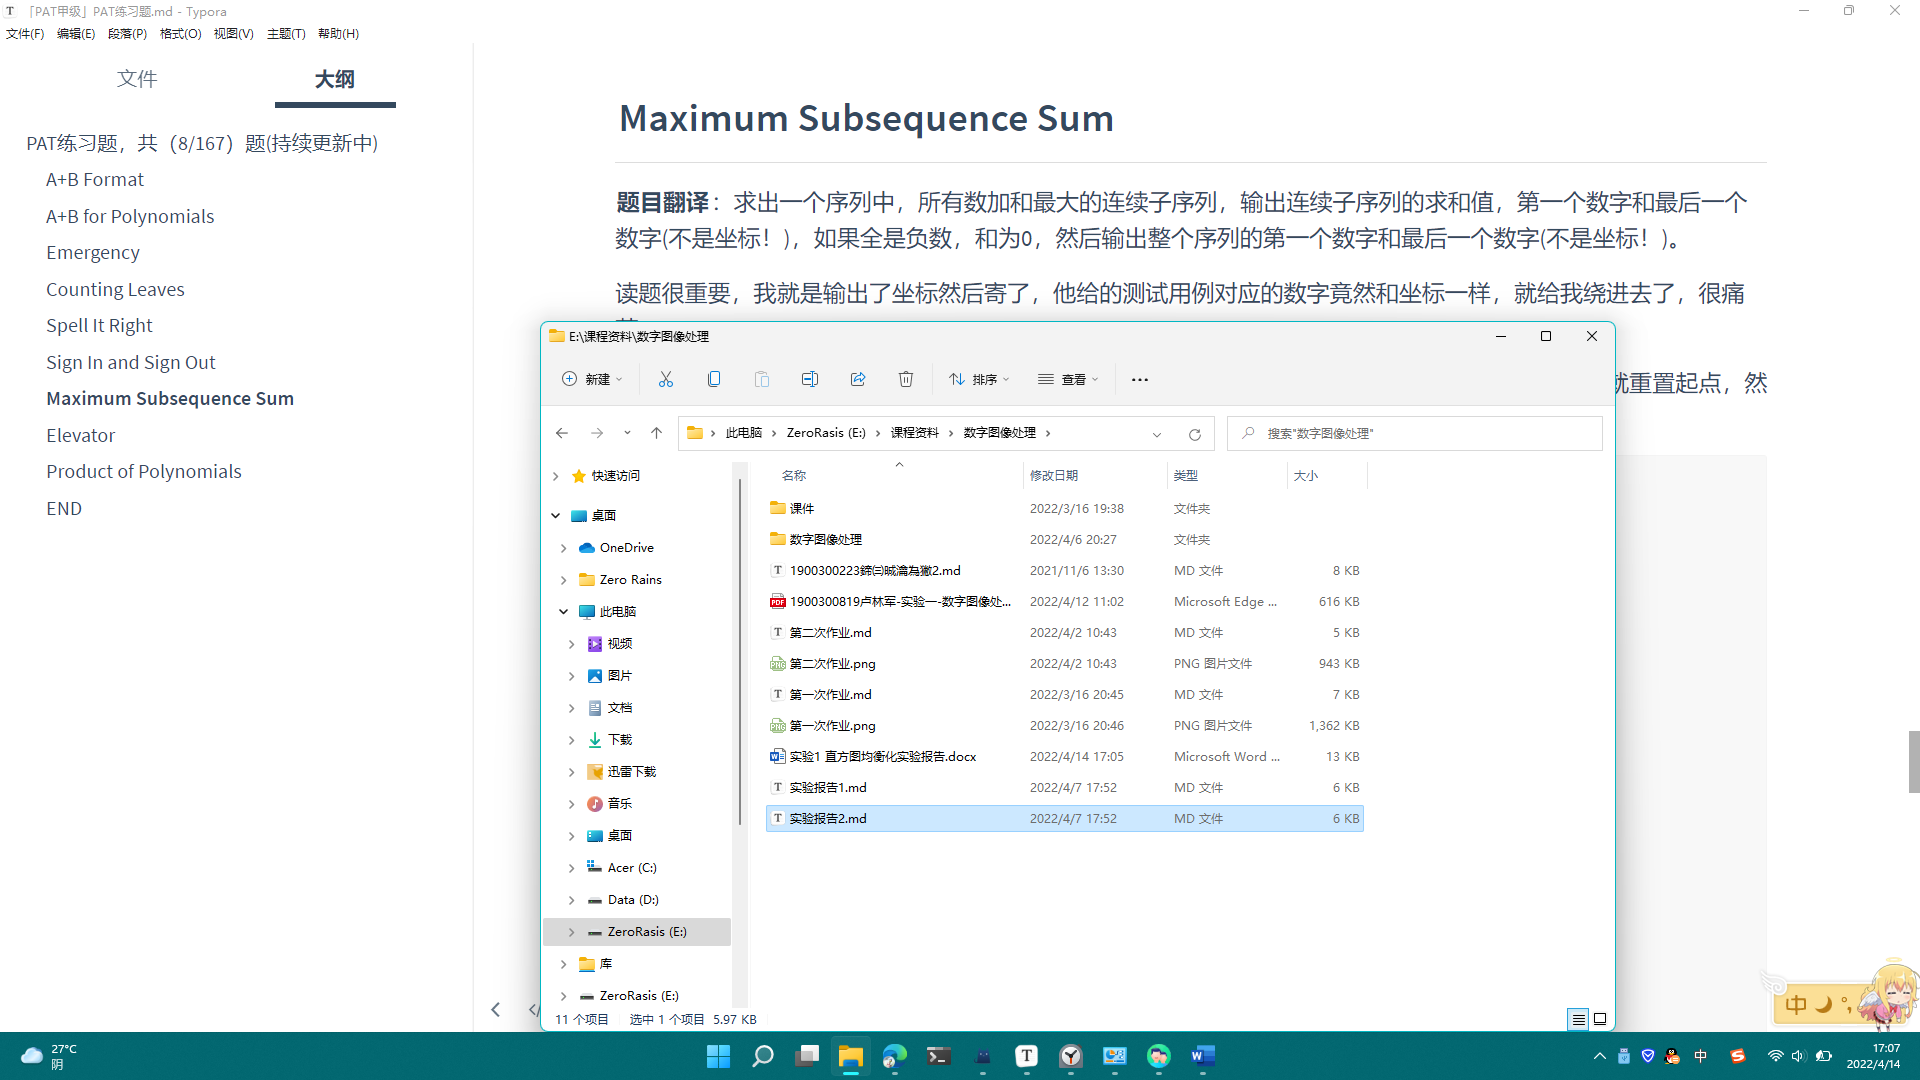 「PAT甲级」PAT练习题.md - Typora
文件(F) 编辑(E) 段落(P) 格式(O) 视图(V) 主题(T) 帮助(H)
文件 大纲
PAT练习题，共（8/167）题(持续更新中)
A+B Format
A+B for Polynomials
Emergency
Counting Leaves
Spell It Right
Sign In and Sign Out
Maximum Subsequence Sum
Elevator
Product of Polynomials
END
Maximum Subsequence Sum
题目翻译：求出一个序列中，所有数加和最大的连续子序列，输出连续子序列的求和值，第一个数字和最后一个
数字(不是坐标！)，如果全是负数，和为0，然后输出整个序列的第一个数字和最后一个数字(不是坐标！)。
读题很重要，我就是输出了坐标然后寄了，他给的测试用例对应的数字竟然和坐标一样，就给我绕进去了，很痛
就重置起点，然
E:\课程资料\数字图像处理
新建 排序 查看
此电脑 ZeroRasis (E:) 课程资料 数字图像处理
搜索"数字图像处理"
快速访问
桌面
OneDrive
Zero Rains
此电脑
视频
图片
文档
下载
迅雷下载
音乐
桌面
Acer (C:)
Data (D:)
ZeroRasis (E:)
库
ZeroRasis (E:)
名称 修改日期 类型 大小
课件 2022/3/16 19:38 文件夹
数字图像处理 2022/4/6 20:27 文件夹
2021/11/6 13:30 MD 文件 8 KB
1900300819卢林军-实验一-数字图像处... 2022/4/12 11:02 Microsoft Edge ... 616 KB
第二次作业.md 2022/4/2 10:43 MD 文件 5 KB
第二次作业.png 2022/4/2 10:43 PNG 图片文件 943 KB
第一次作业.md 2022/3/16 20:45 MD 文件 7 KB
第一次作业.png 2022/3/16 20:46 PNG 图片文件 1,362 KB
实验1 直方图均衡化实验报告.docx 2022/4/14 17:05 Microsoft Word ... 13 KB
实验报告1.md 2022/4/7 17:52 MD 文件 6 KB
实验报告2.md 2022/4/7 17:52 MD 文件 6 KB
11 个项目 选中 1 个项目 5.97 KB
中
27°C
阴
中
17:07
2022/4/14